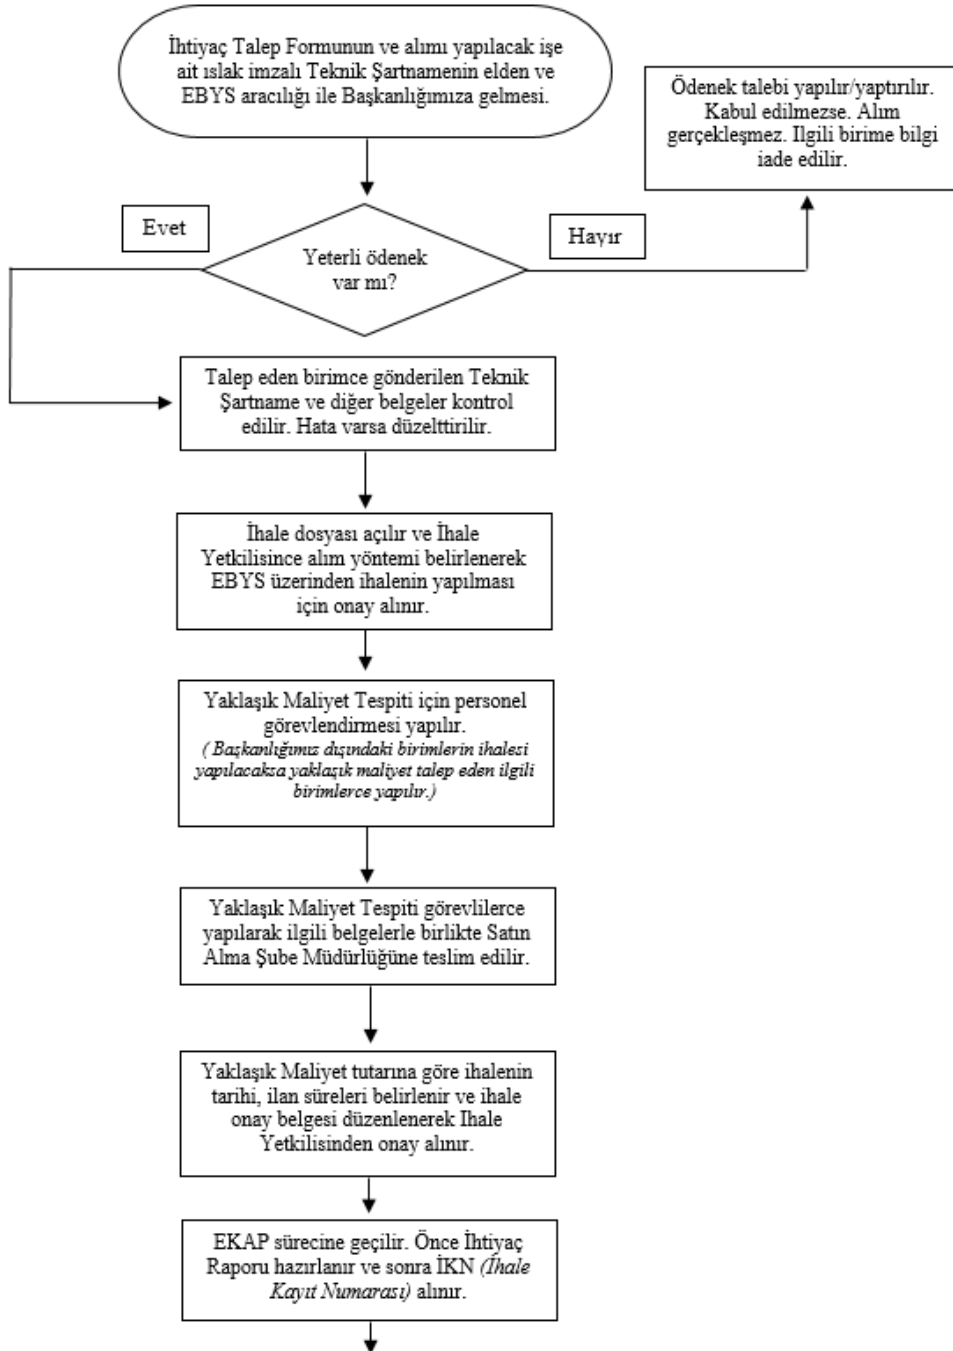 İhtiyaç Talep Formunun ve alımı yapılacak işe
ait ıslak imzalı Teknik Şartnamenin elden ve
EBYS aracılığı ile Başkanlığımıza gelmesi.
Ödenek talebi yapılır/yaptırılır.
Kabul edilmezse. Alım
gerçekleşmez. Ilgili birime bilgi
iade edilir.
Evet
Hayır
Yeterli ödenek
var mı?
Talep eden birimce gönderilen Teknik
Şartname ve diğer belgeler kontrol
edilir. Hata varsa düzelttirilir.
İhale dosyası açılır ve İhale
Yetkilisince alım yöntemi belirlenerek
EBYS üzerinden ihalenin yapılması
için onay alınır.
Yaklaşık Maliyet Tespiti için personel
görevlendirmesi yapılır.
( Başkanlığımız dışındaki birimlerin ihalesi
yapılacaksa yaklaşık maliyet talep eden ilgili
birimlerce yapılır.)
Yaklaşık Maliyet Tespiti görevlilerce
yapılarak ilgili belgelerle birlikte Satın
Alma Şube Müdürlüğüne teslim edilir.
Yaklaşık Maliyet tutarına göre ihalenin
tarihi, ilan süreleri belirlenir ve ihale
onay belgesi düzenlenerek Ihale
Yetkilisinden onay alınır.
EKAP sürecine geçilir. Önce İhtiyaç
Raporu hazırlanır ve sonra İKN (İhale
Kayıt Numarası) alınır.